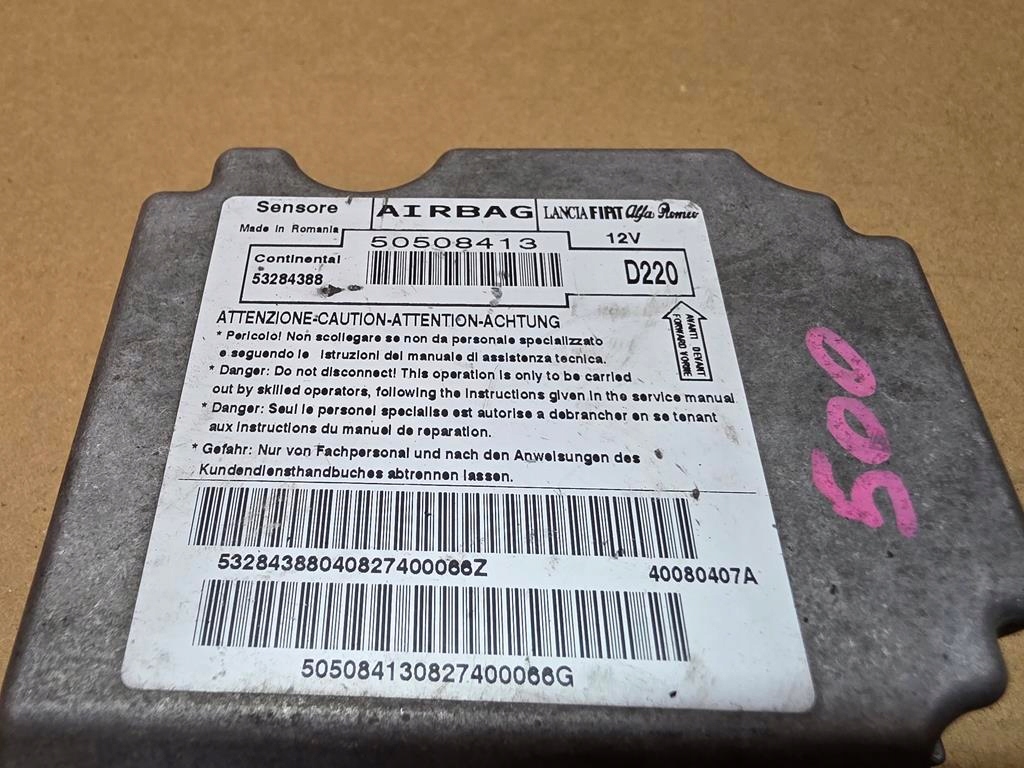 Sensore AIRBAG LANCIA FIAT Alfa Romeo
Made in Romania
50508413 12V
Continental
53284388 D220
AVANTI DEVANT
FORWARD VORNE
ATTENZIONE-CAUTION-ATTENTION-ACHTUNG
* Pericolo! Non scollegare se non da personale specializzato
e seguendo le istruzioni del manuale di assistenza tecnica.
* Danger: Do not disconnect! This operation is only to be carried
out by skilled operators, following the instructions given in the service manual
* Danger: Seul le personel specialise est autorise a debrancher en se tenant
aux instructions du manuel de reparation.
* Gefahr: Nur von Fachpersonal und nach den Anweisungen des
Kundendiensthandbuches abtrennen lassen.
53284388040827400066Z 40080407A
505084130827400066G
500